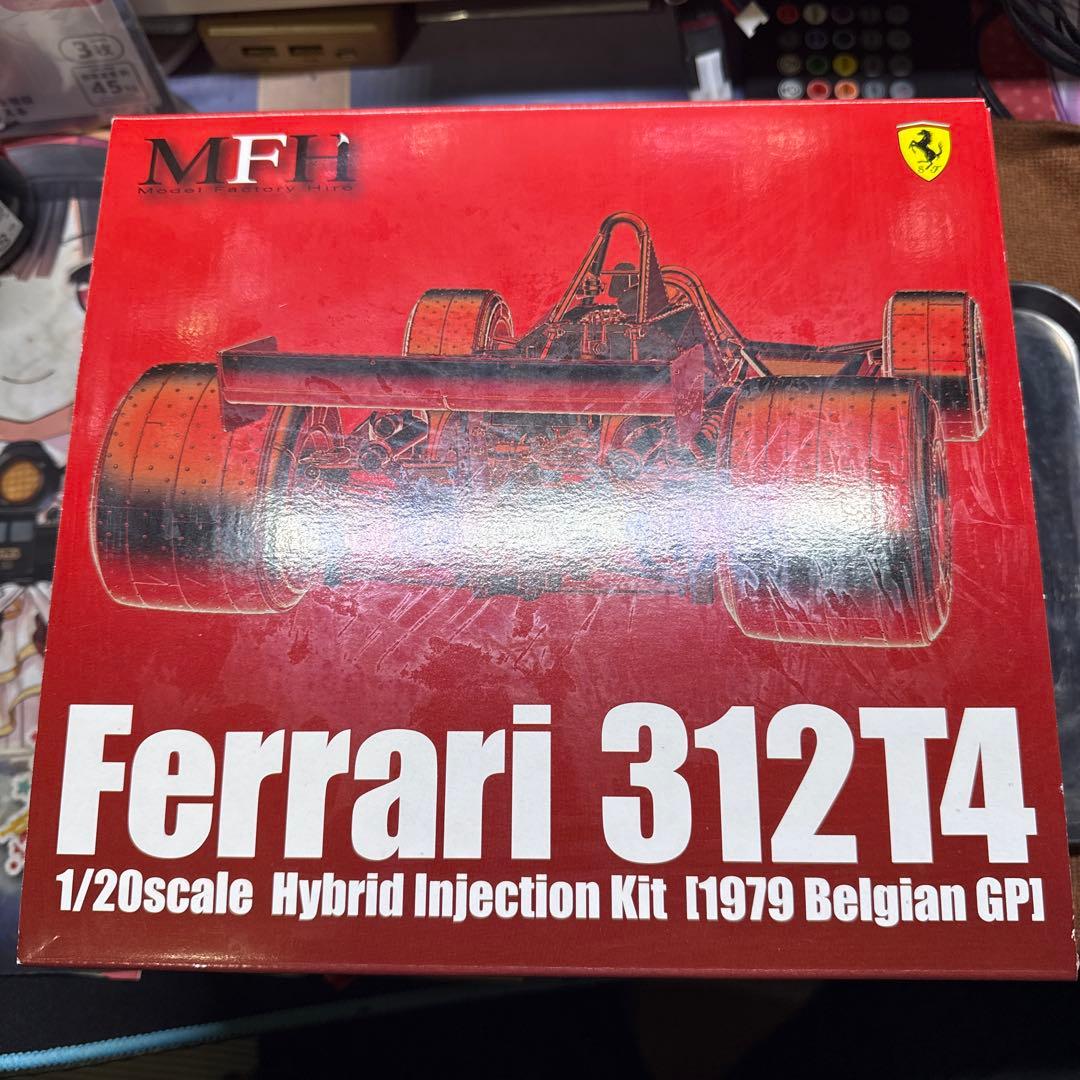 MFH
Model Factory Hiro
S F
Ferrari 312T4
1/20scale Hybrid Injection Kit [1979 Belgian GP]